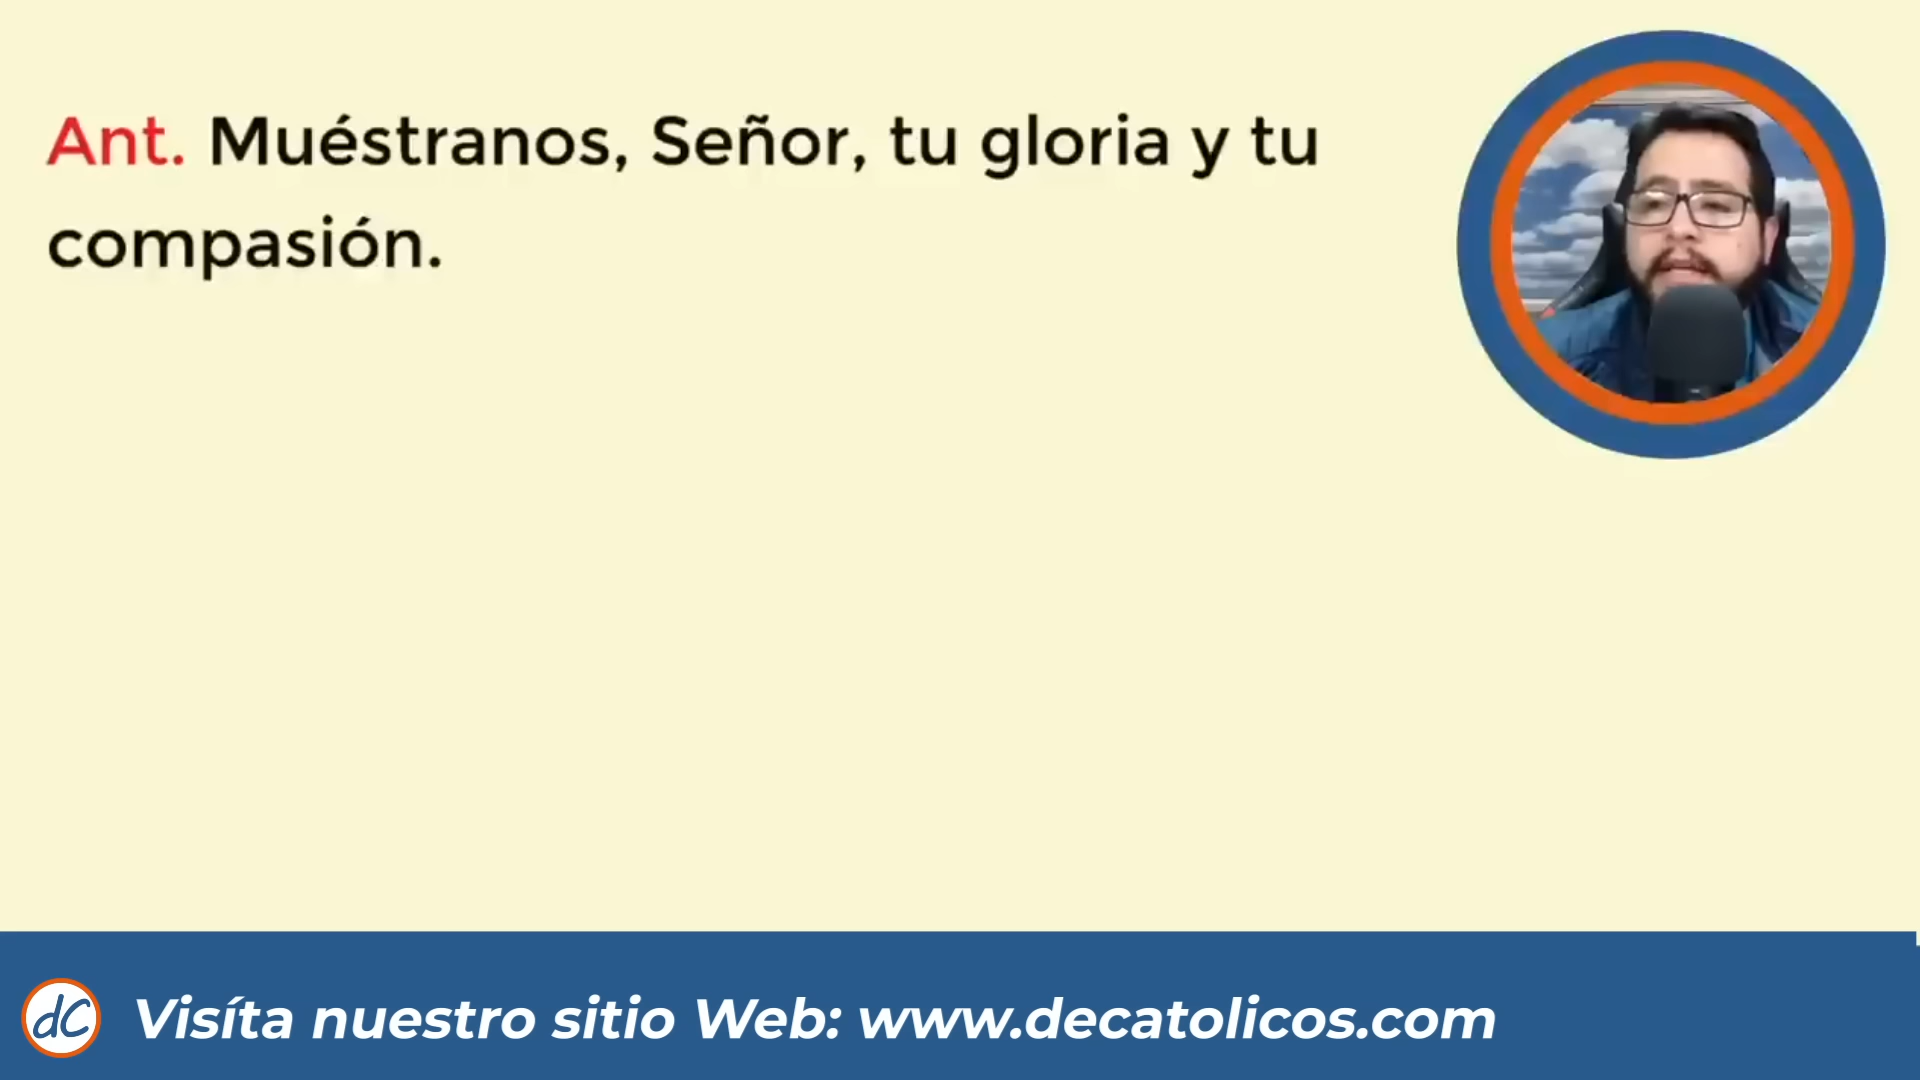 Ant. Muéstranos, Señor, tu gloria y tu
compasión.
dC Visíta nuestro sitio Web: www.decatolicos.com